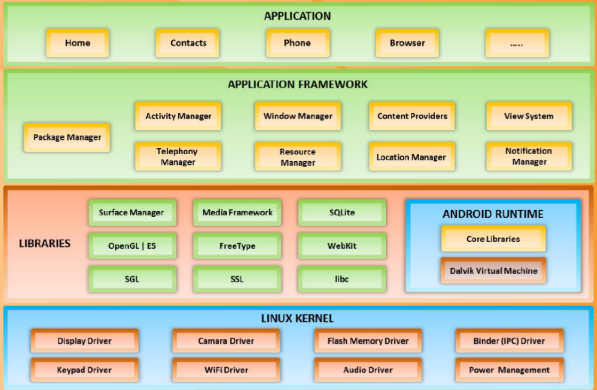 APPLICATION
Home Contacts Phone Browser .....
APPLICATION FRAMEWORK
Package Manager
Activity Manager Window Manager Content Providers View System
Telephony Manager Resource Manager Location Manager Notification Manager
LIBRARIES
Surface Manager Media Framework SQLite
OpenGL | ES FreeType WebKit
SGL SSL libc
ANDROID RUNTIME
Core Libraries
Dalvik Virtual Machine
LINUX KERNEL
Display Driver Camara Driver Flash Memory Driver Binder (IPC) Driver
Keypad Driver WiFi Driver Audio Driver Power Management